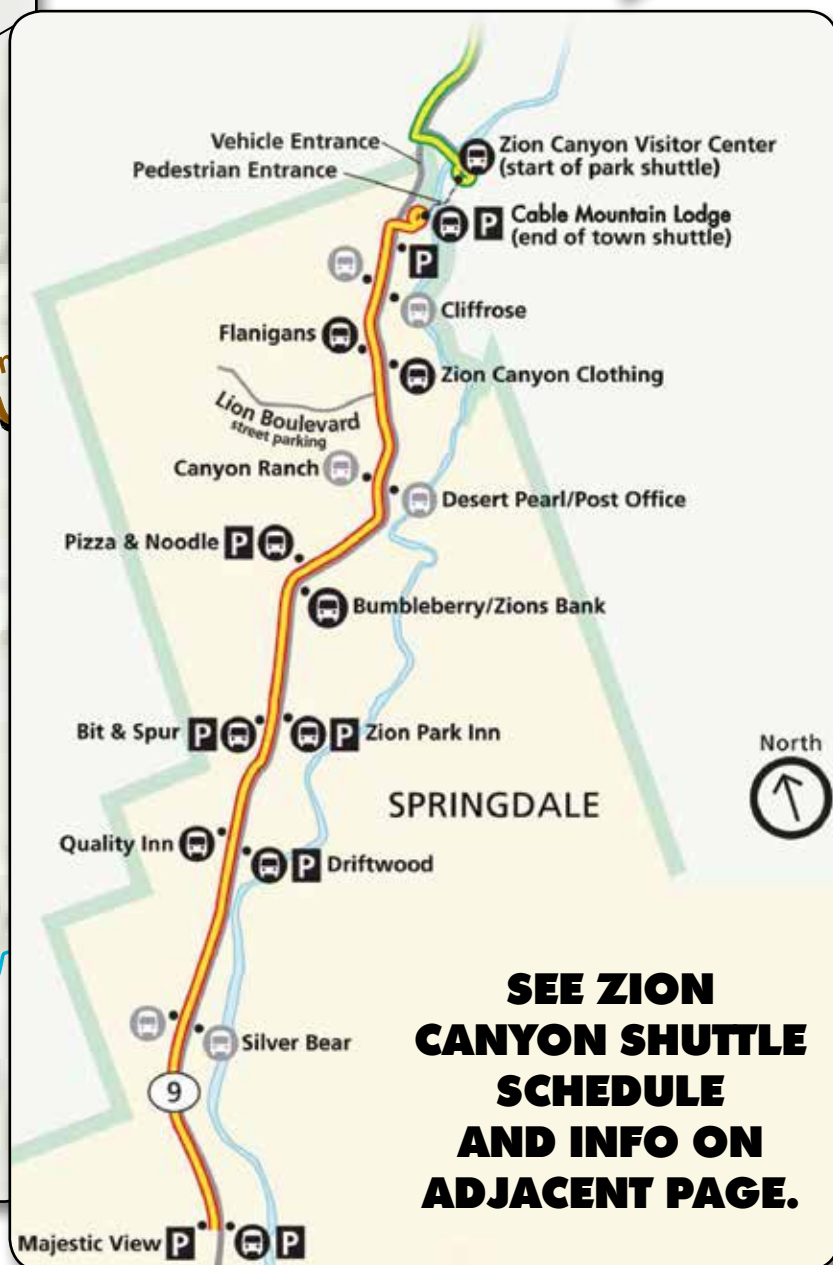 Vehicle Entrance
Pedestrian Entrance
Zion Canyon Visitor Center
(start of park shuttle)
P Cable Mountain Lodge
(end of town shuttle)
P
Cliffrose
Flanigans
Zion Canyon Clothing
Lion Boulevard
street parking
Canyon Ranch
Desert Pearl/Post Office
Pizza & Noodle P
Bumbleberry/Zions Bank
Bit & Spur P
P Zion Park Inn
North
SPRINGDALE
Quality Inn
P Driftwood
SEE ZION
CANYON SHUTTLE
SCHEDULE
AND INFO ON
ADJACENT PAGE.
Silver Bear
9
Majestic View P
P